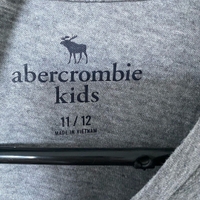 abercrombie
kids
11 / 12
MADE IN VIETNAM